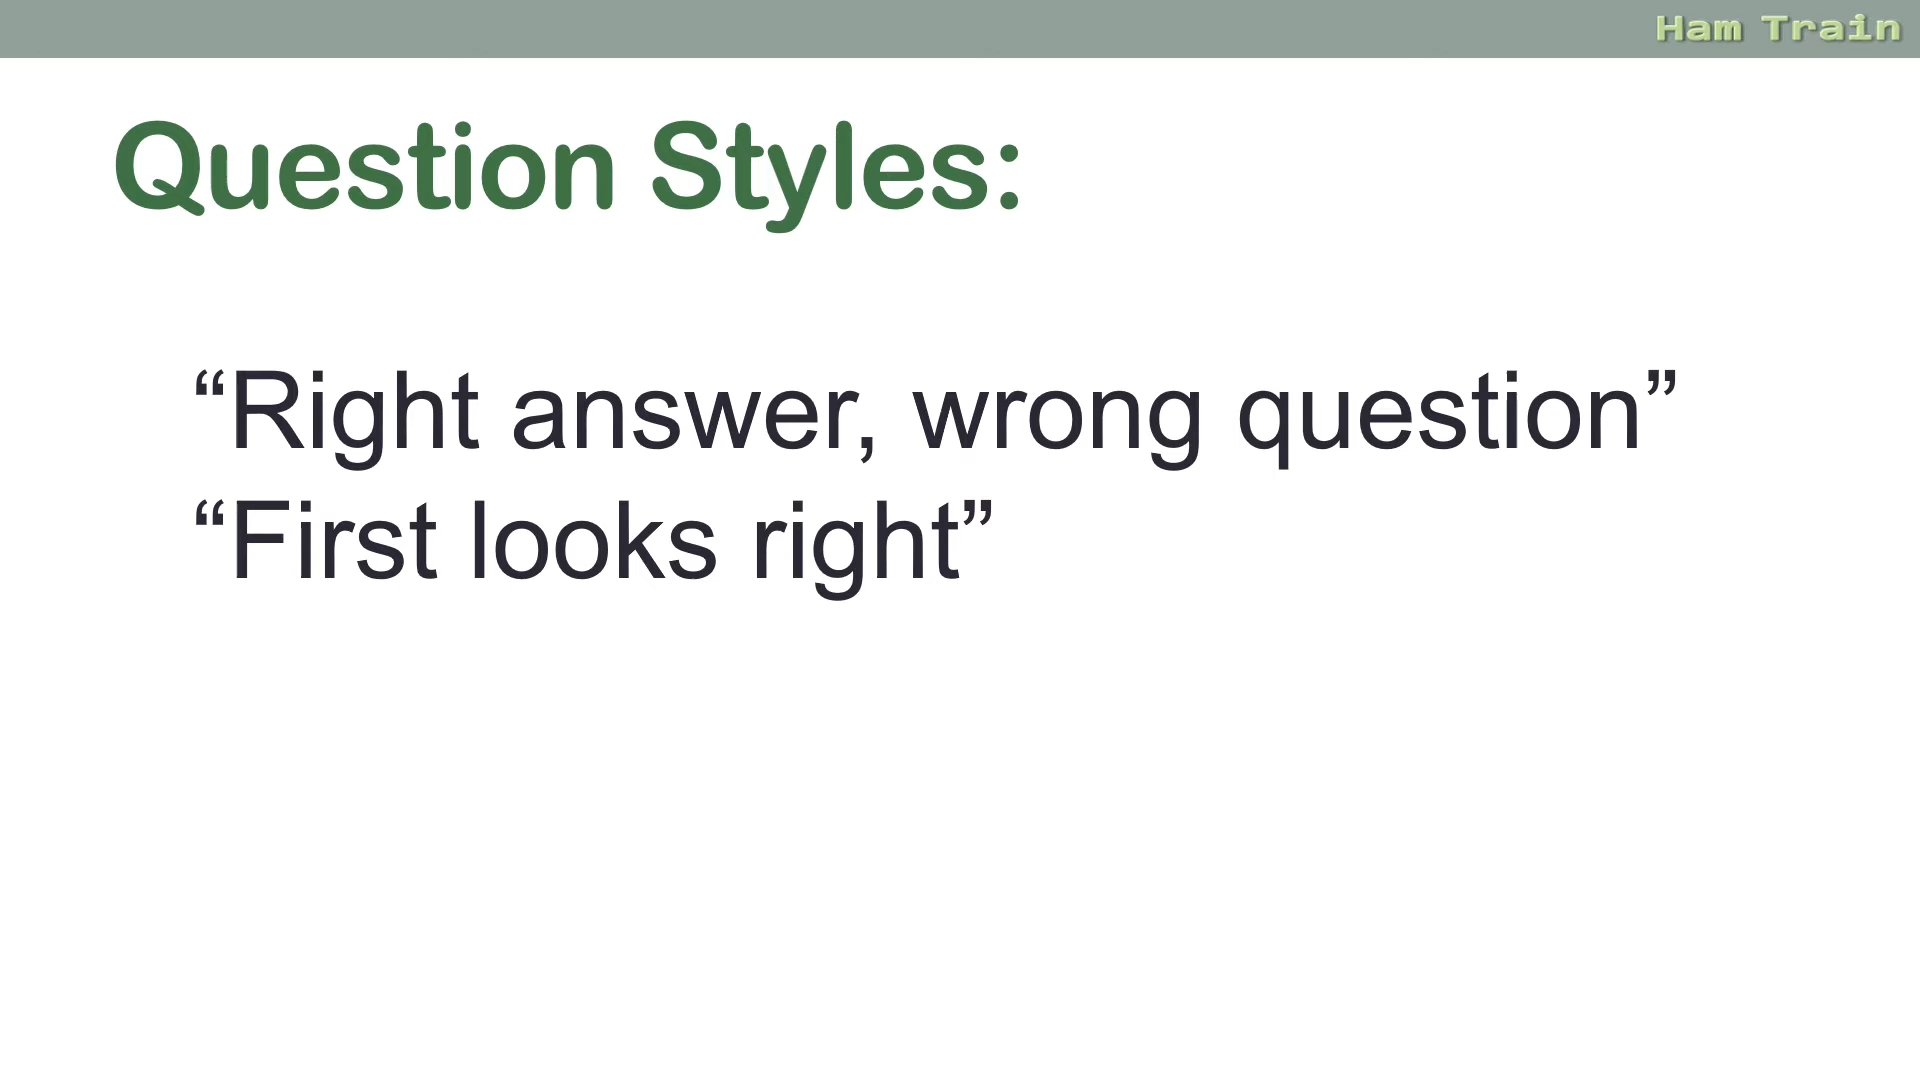 Ham Train
Question Styles:
“Right answer, wrong question”
“First looks right”